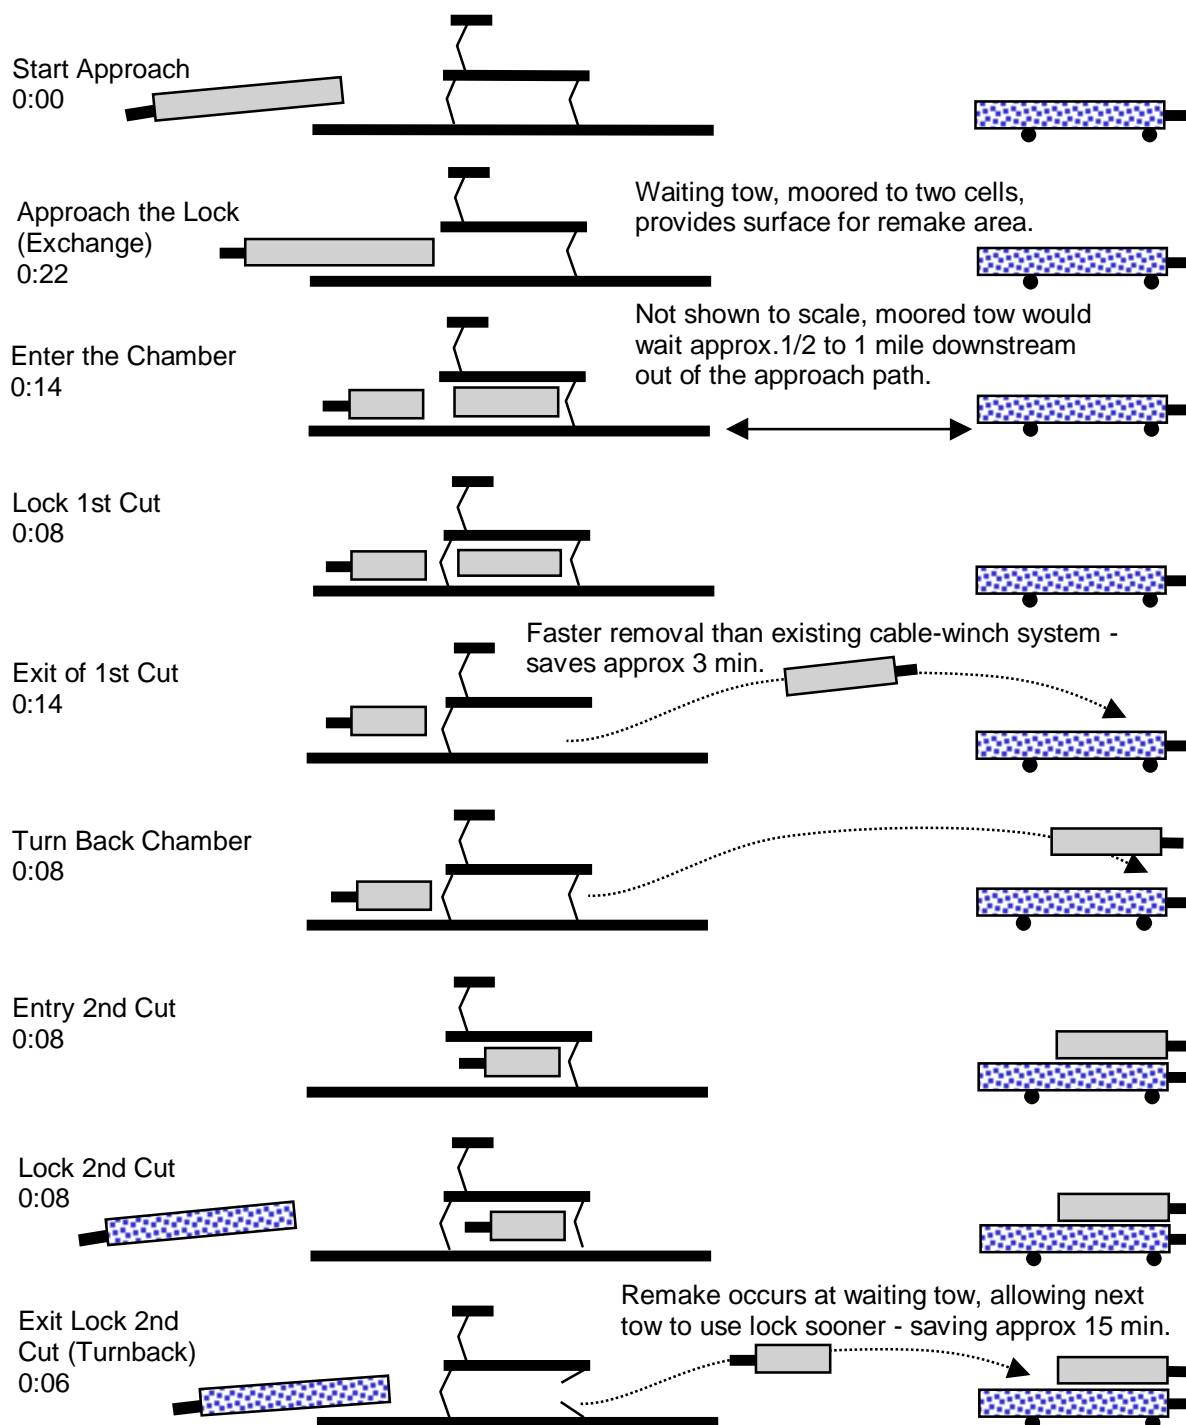 Start Approach
0:00
Approach the Lock
(Exchange)
0:22
Waiting tow, moored to two cells,
provides surface for remake area.
Enter the Chamber
0:14
Not shown to scale, moored tow would
wait approx.1/2 to 1 mile downstream
out of the approach path.
Lock 1st Cut
0:08
Exit of 1st Cut
0:14
Faster removal than existing cable-winch system -
saves approx 3 min.
Turn Back Chamber
0:08
Entry 2nd Cut
0:08
Lock 2nd Cut
0:08
Exit Lock 2nd
Cut (Turnback)
0:06
Remake occurs at waiting tow, allowing next
tow to use lock sooner - saving approx 15 min.